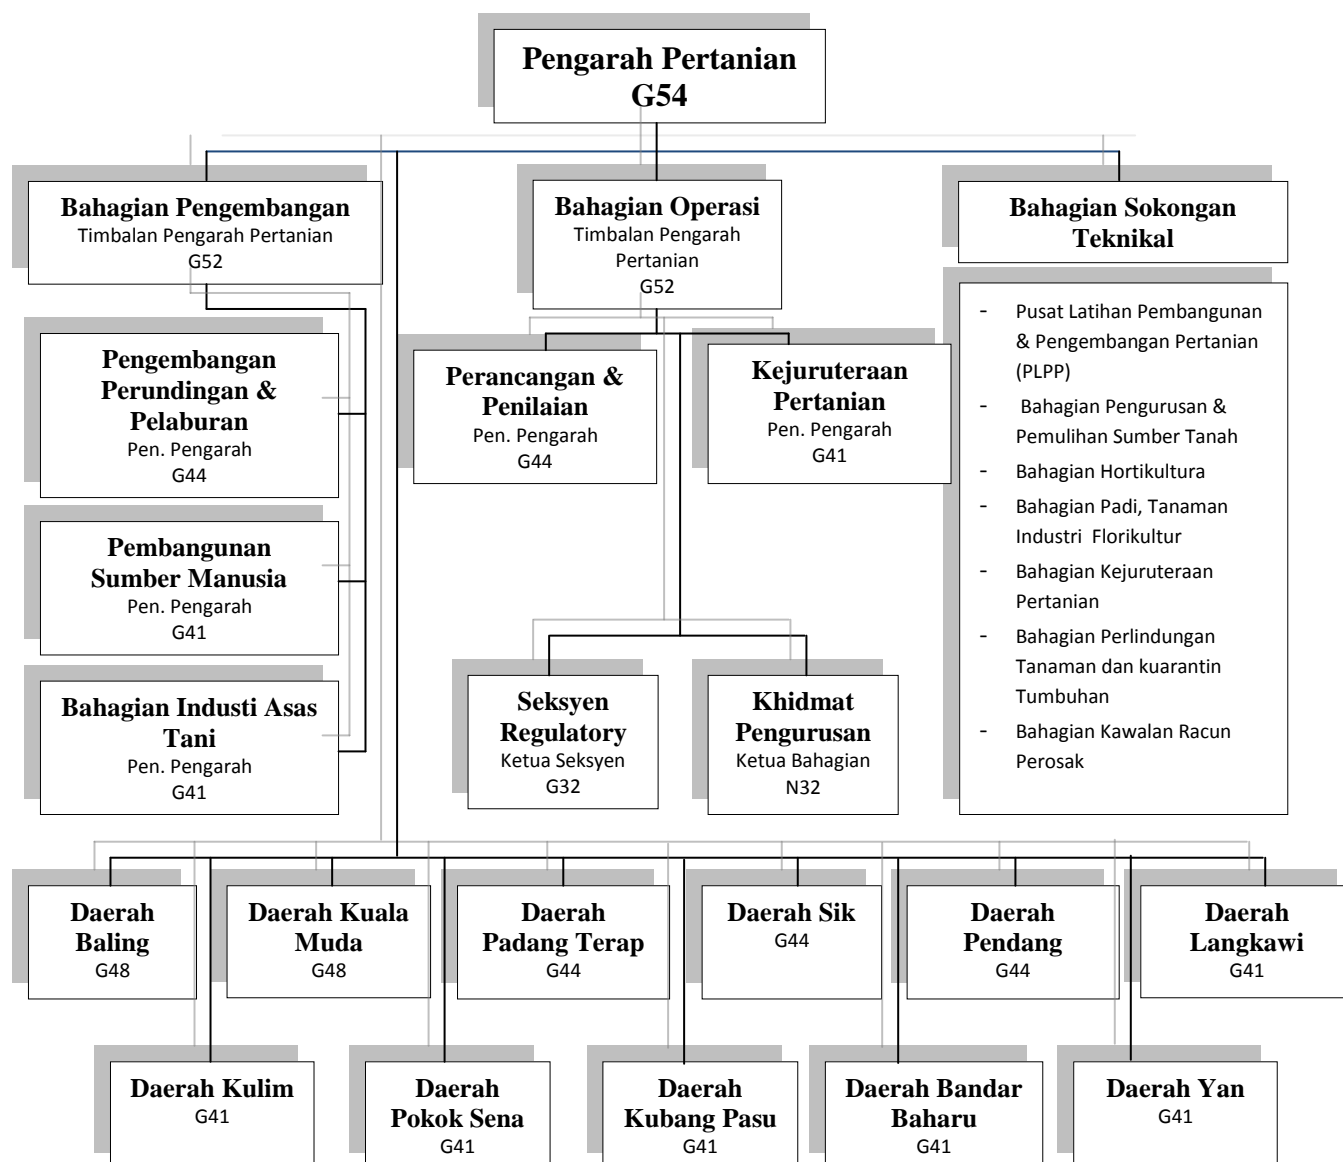 Pengarah Pertanian
G54
Bahagian Pengembangan
Timbalan Pengarah Pertanian
G52
Bahagian Operasi
Timbalan Pengarah
Pertanian
G52
Bahagian Sokongan
Teknikal
Pengembangan
Perundingan &
Pelaburan
Pen. Pengarah
G44
Pembangunan
Sumber Manusia
Pen. Pengarah
G41
Bahagian Industi Asas
Tani
Pen. Pengarah
G41
Perancangan &
Penilaian
Pen. Pengarah
G44
Kejuruteraan
Pertanian
Pen. Pengarah
G41
Seksyen
Regulatory
Ketua Seksyen
G32
Khidmat
Pengurusan
Ketua Bahagian
N32
- Pusat Latihan Pembangunan
& Pengembangan Pertanian
(PLPP)
- Bahagian Pengurusan &
Pemulihan Sumber Tanah
- Bahagian Hortikultura
- Bahagian Padi, Tanaman
Industri Florikultur
- Bahagian Kejuruteraan
Pertanian
- Bahagian Perlindungan
Tanaman dan kuarantin
Tumbuhan
- Bahagian Kawalan Racun
Perosak
Daerah
Baling
G48
Daerah Kuala
Muda
G48
Daerah
Padang Terap
G44
Daerah Sik
G44
Daerah
Pendang
G44
Daerah
Langkawi
G41
Daerah Kulim
G41
Daerah
Pokok Sena
G41
Daerah
Kubang Pasu
G41
Daerah Bandar
Baharu
G41
Daerah Yan
G41